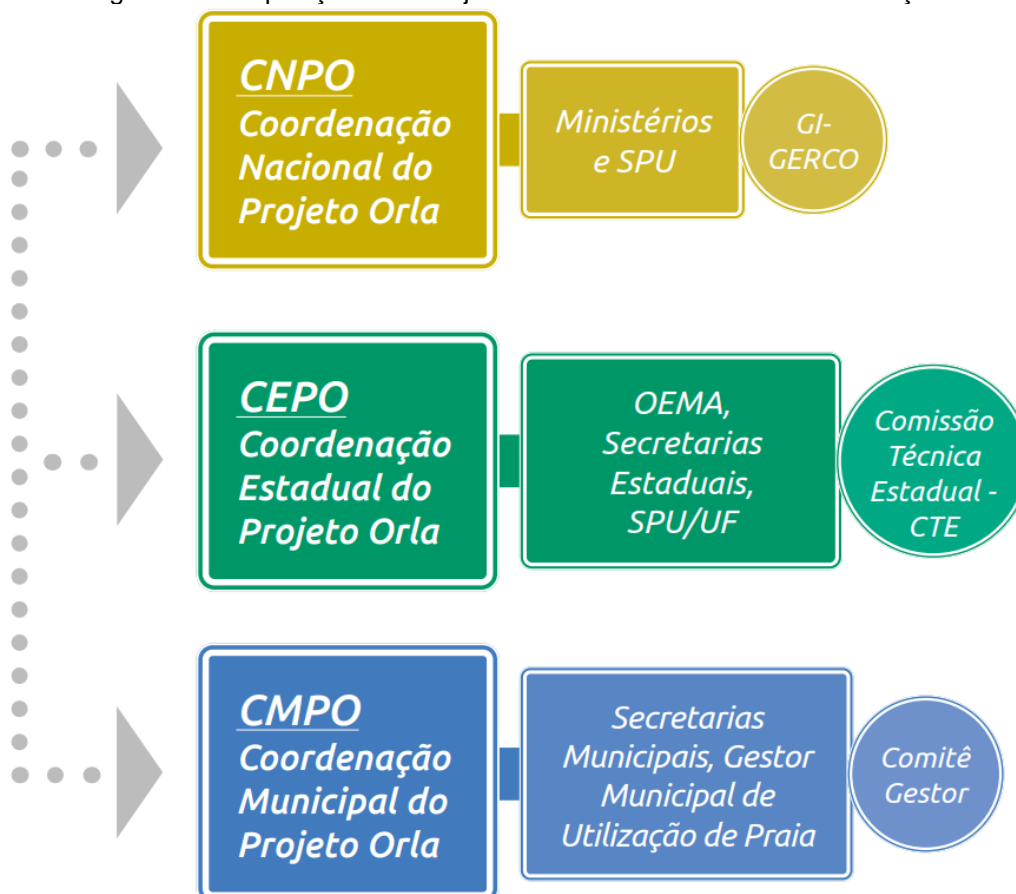 CNPO
Coordenação
Nacional do
Projeto Orla
Ministérios
e SPU
GI-
GERCO
CEPO
Coordenação
Estadual do
Projeto Orla
OEMA,
Secretarias
Estaduais,
SPU/UF
Comissão
Técnica
Estadual -
CTE
CMPO
Coordenação
Municipal do
Projeto Orla
Secretarias
Municipais, Gestor
Municipal de
Utilização de Praia
Comitê
Gestor